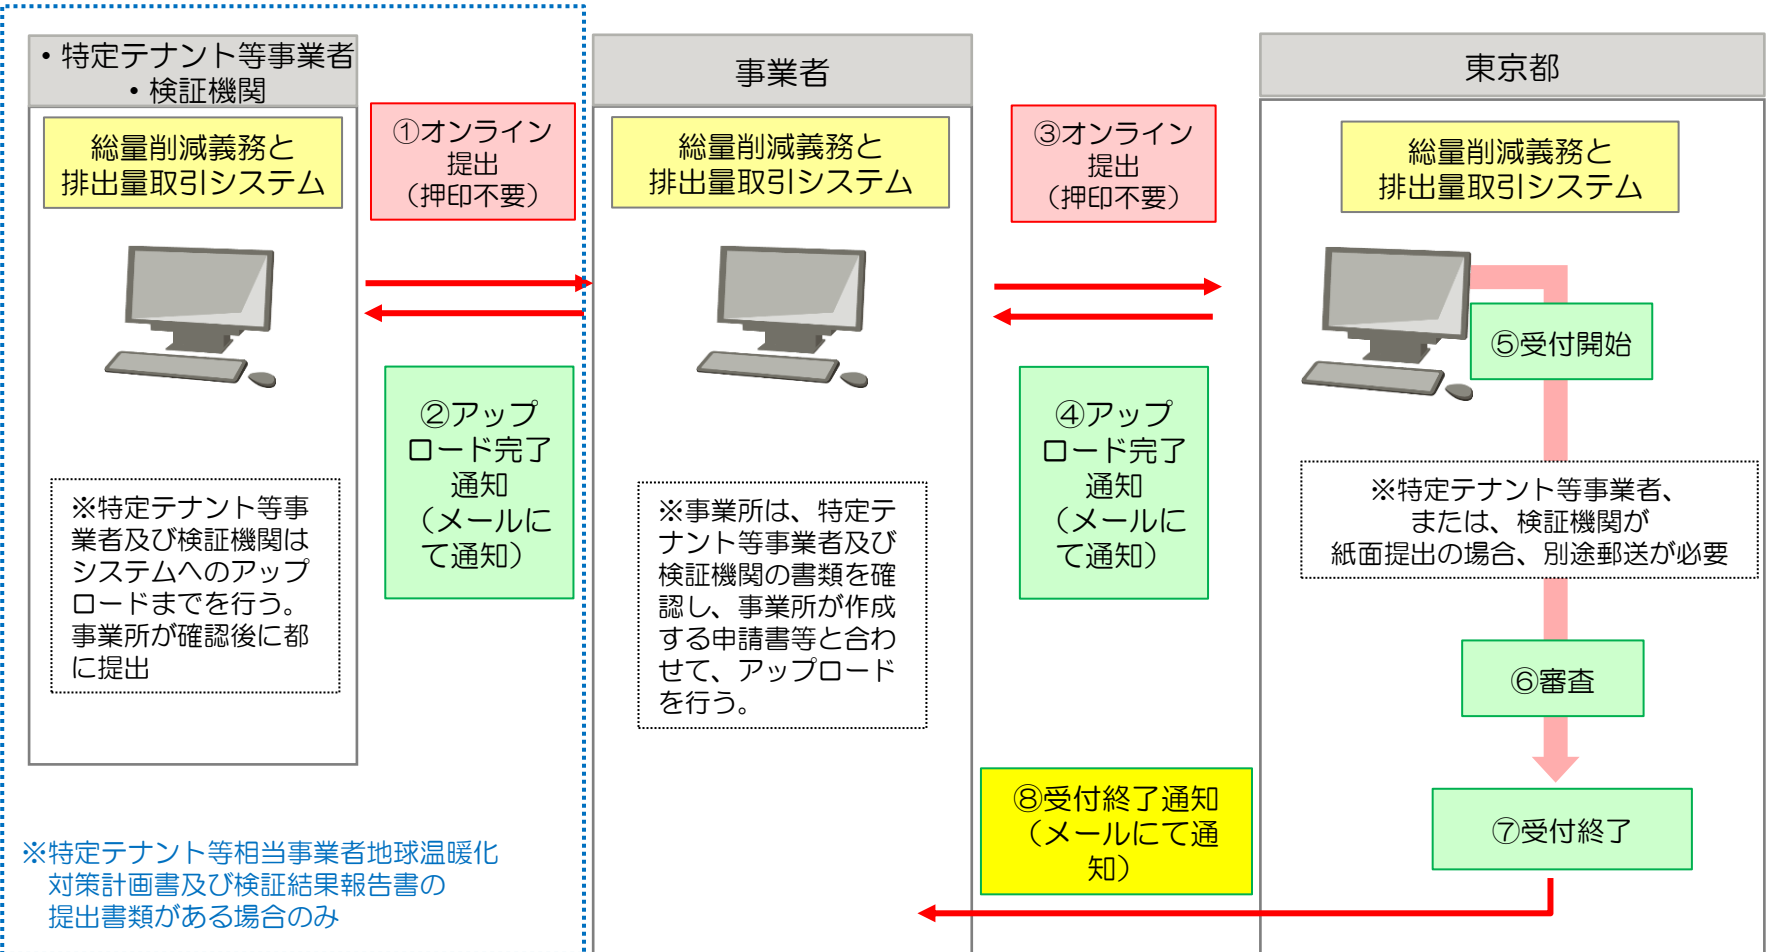 ・特定テナント等事業者
・検証機関
総量削減義務と
排出量取引システム
※特定テナント等事
業者及び検証機関は
システムへのアップ
ロードまでを行う。
事業所が確認後に都
に提出
※特定テナント等相当事業者地球温暖化
対策計画書及び検証結果報告書の
提出書類がある場合のみ
①オンライン
提出
（押印不要）
②アップ
ロード完了
通知
（メールに
て通知）
事業者
総量削減義務と
排出量取引システム
※事業所は、特定テ
ナント等事業者及び
検証機関の書類を確
認し、事業所が作成
する申請書等と合わ
せて、アップロード
を行う。
③オンライン
提出
（押印不要）
④アップ
ロード完了
通知
（メールに
て通知）
東京都
総量削減義務と
排出量取引システム
⑤受付開始
※特定テナント等事業者、
または、検証機関が
紙面提出の場合、別途郵送が必要
⑥審査
⑦受付終了
⑧受付終了通知
（メールにて通
知）